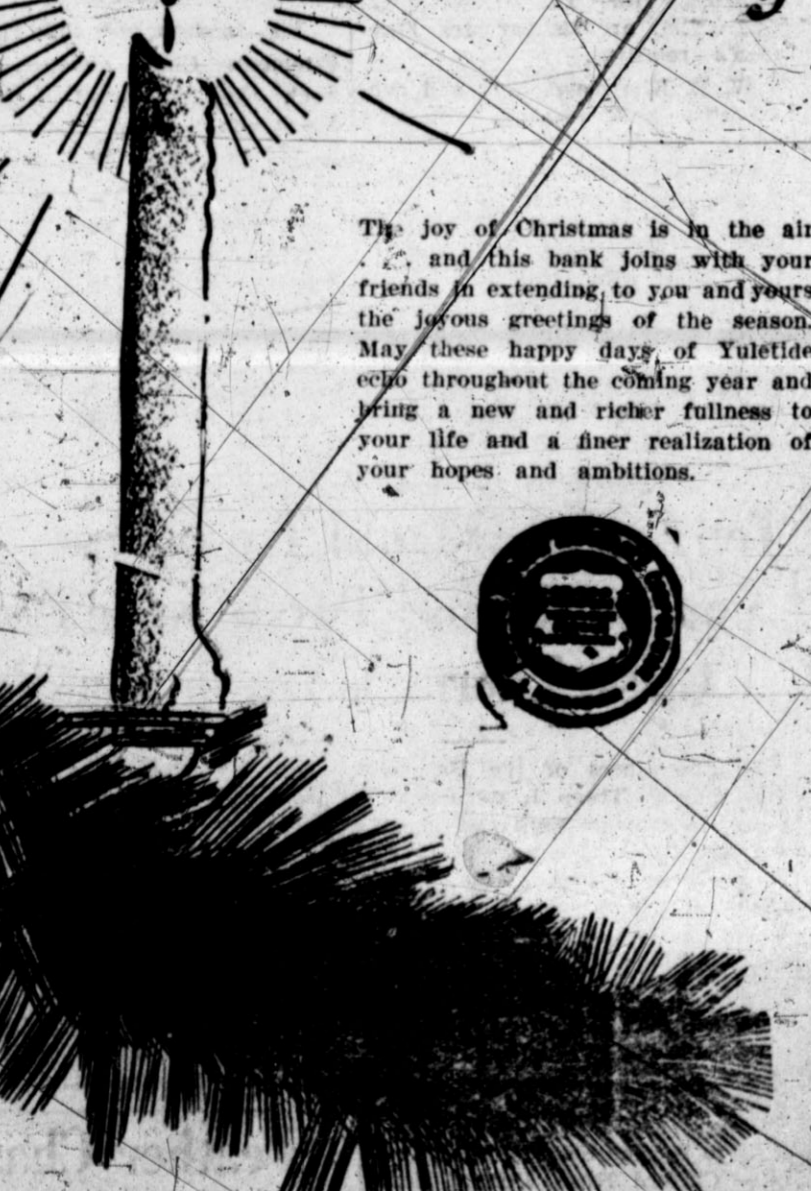 The joy of Christmas is in the air
. . . and this bank joins with your
friends in extending to you and yours
the joyous greetings of the season.
May these happy days of Yuletide
echo throughout the coming year and
bring a new and richer fullness to
your life and a finer realization of
your hopes and ambitions.